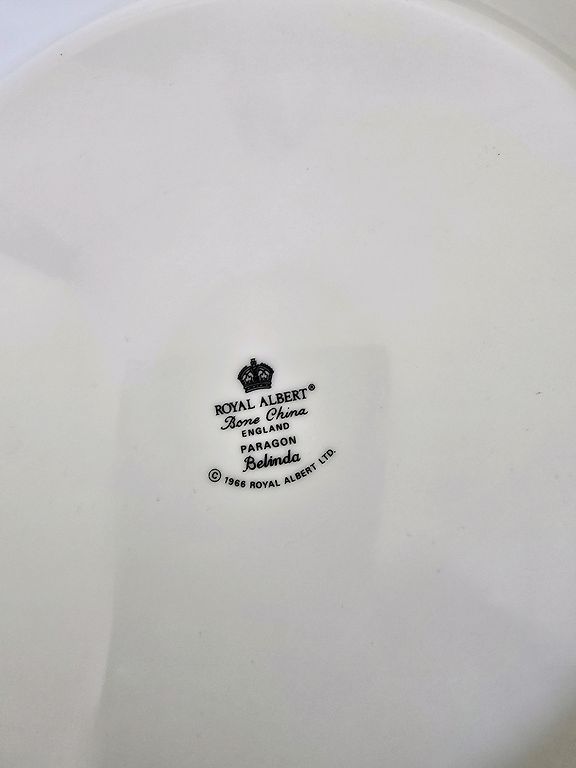 ROYAL ALBERT®
Bone China
ENGLAND
PARAGON
Belinda
© 1966 ROYAL ALBERT LTD.